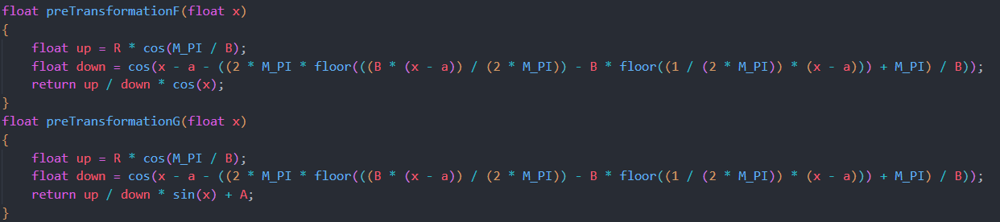 float preTransformationF(float x)
{
    float up = R * cos(M_PI / B);
    float down = cos(x - a - ((2 * M_PI * floor(((B * (x - a)) / (2 * M_PI)) - B * floor((1 / (2 * M_PI)) * (x - a))) + M_PI) / B));
    return up / down * cos(x);
}
float preTransformationG(float x)
{
    float up = R * cos(M_PI / B);
    float down = cos(x - a - ((2 * M_PI * floor(((B * (x - a)) / (2 * M_PI)) - B * floor((1 / (2 * M_PI)) * (x - a))) + M_PI) / B));
    return up / down * sin(x) + A;
}